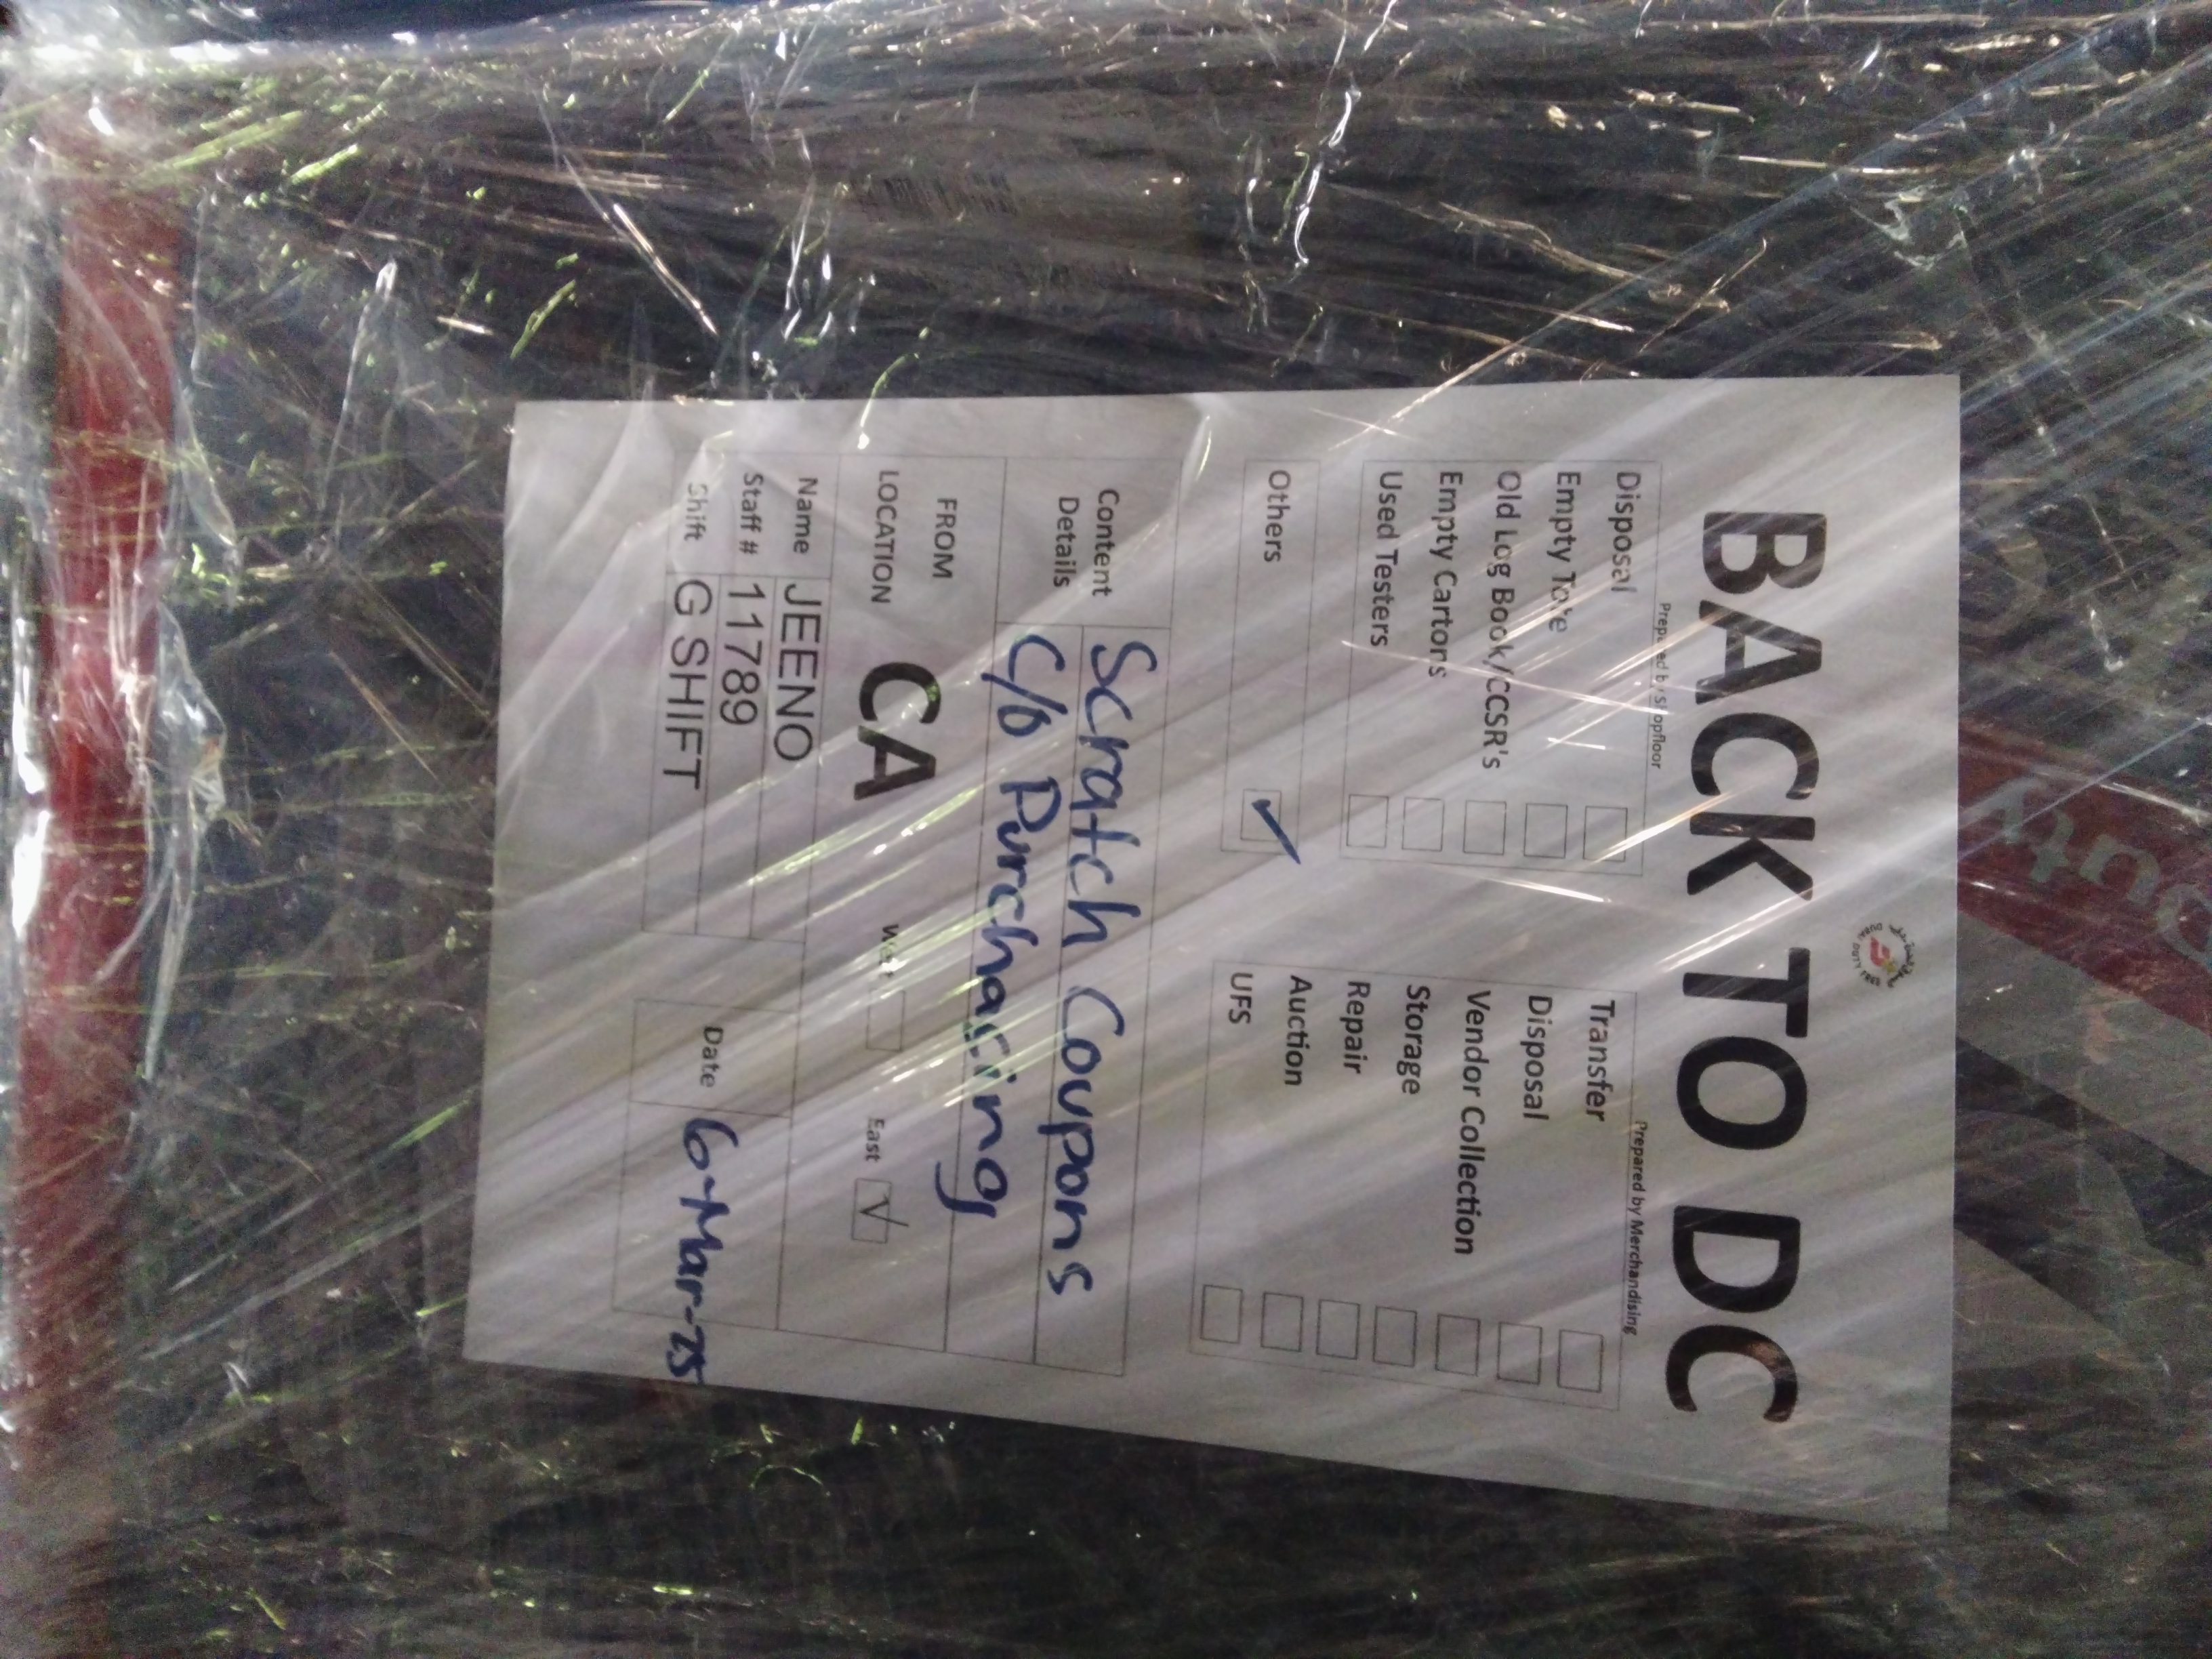 BACK TO DC
Prepared by Shopfloor
Disposal
Empty Tote
Old Log Book/CCSR's
Empty Cartons
Used Testers
Others ✓
Prepared by Merchandising
Transfer
Disposal
Vendor Collection
Storage
Repair
Auction
UFS
Content Details
Scratch Coupons
C/o Purchasing
FROM LOCATION
CA
West
East √
Name JEENO
Staff # 11789
Shift G SHIFT
Date 6-Mar-25
Duty